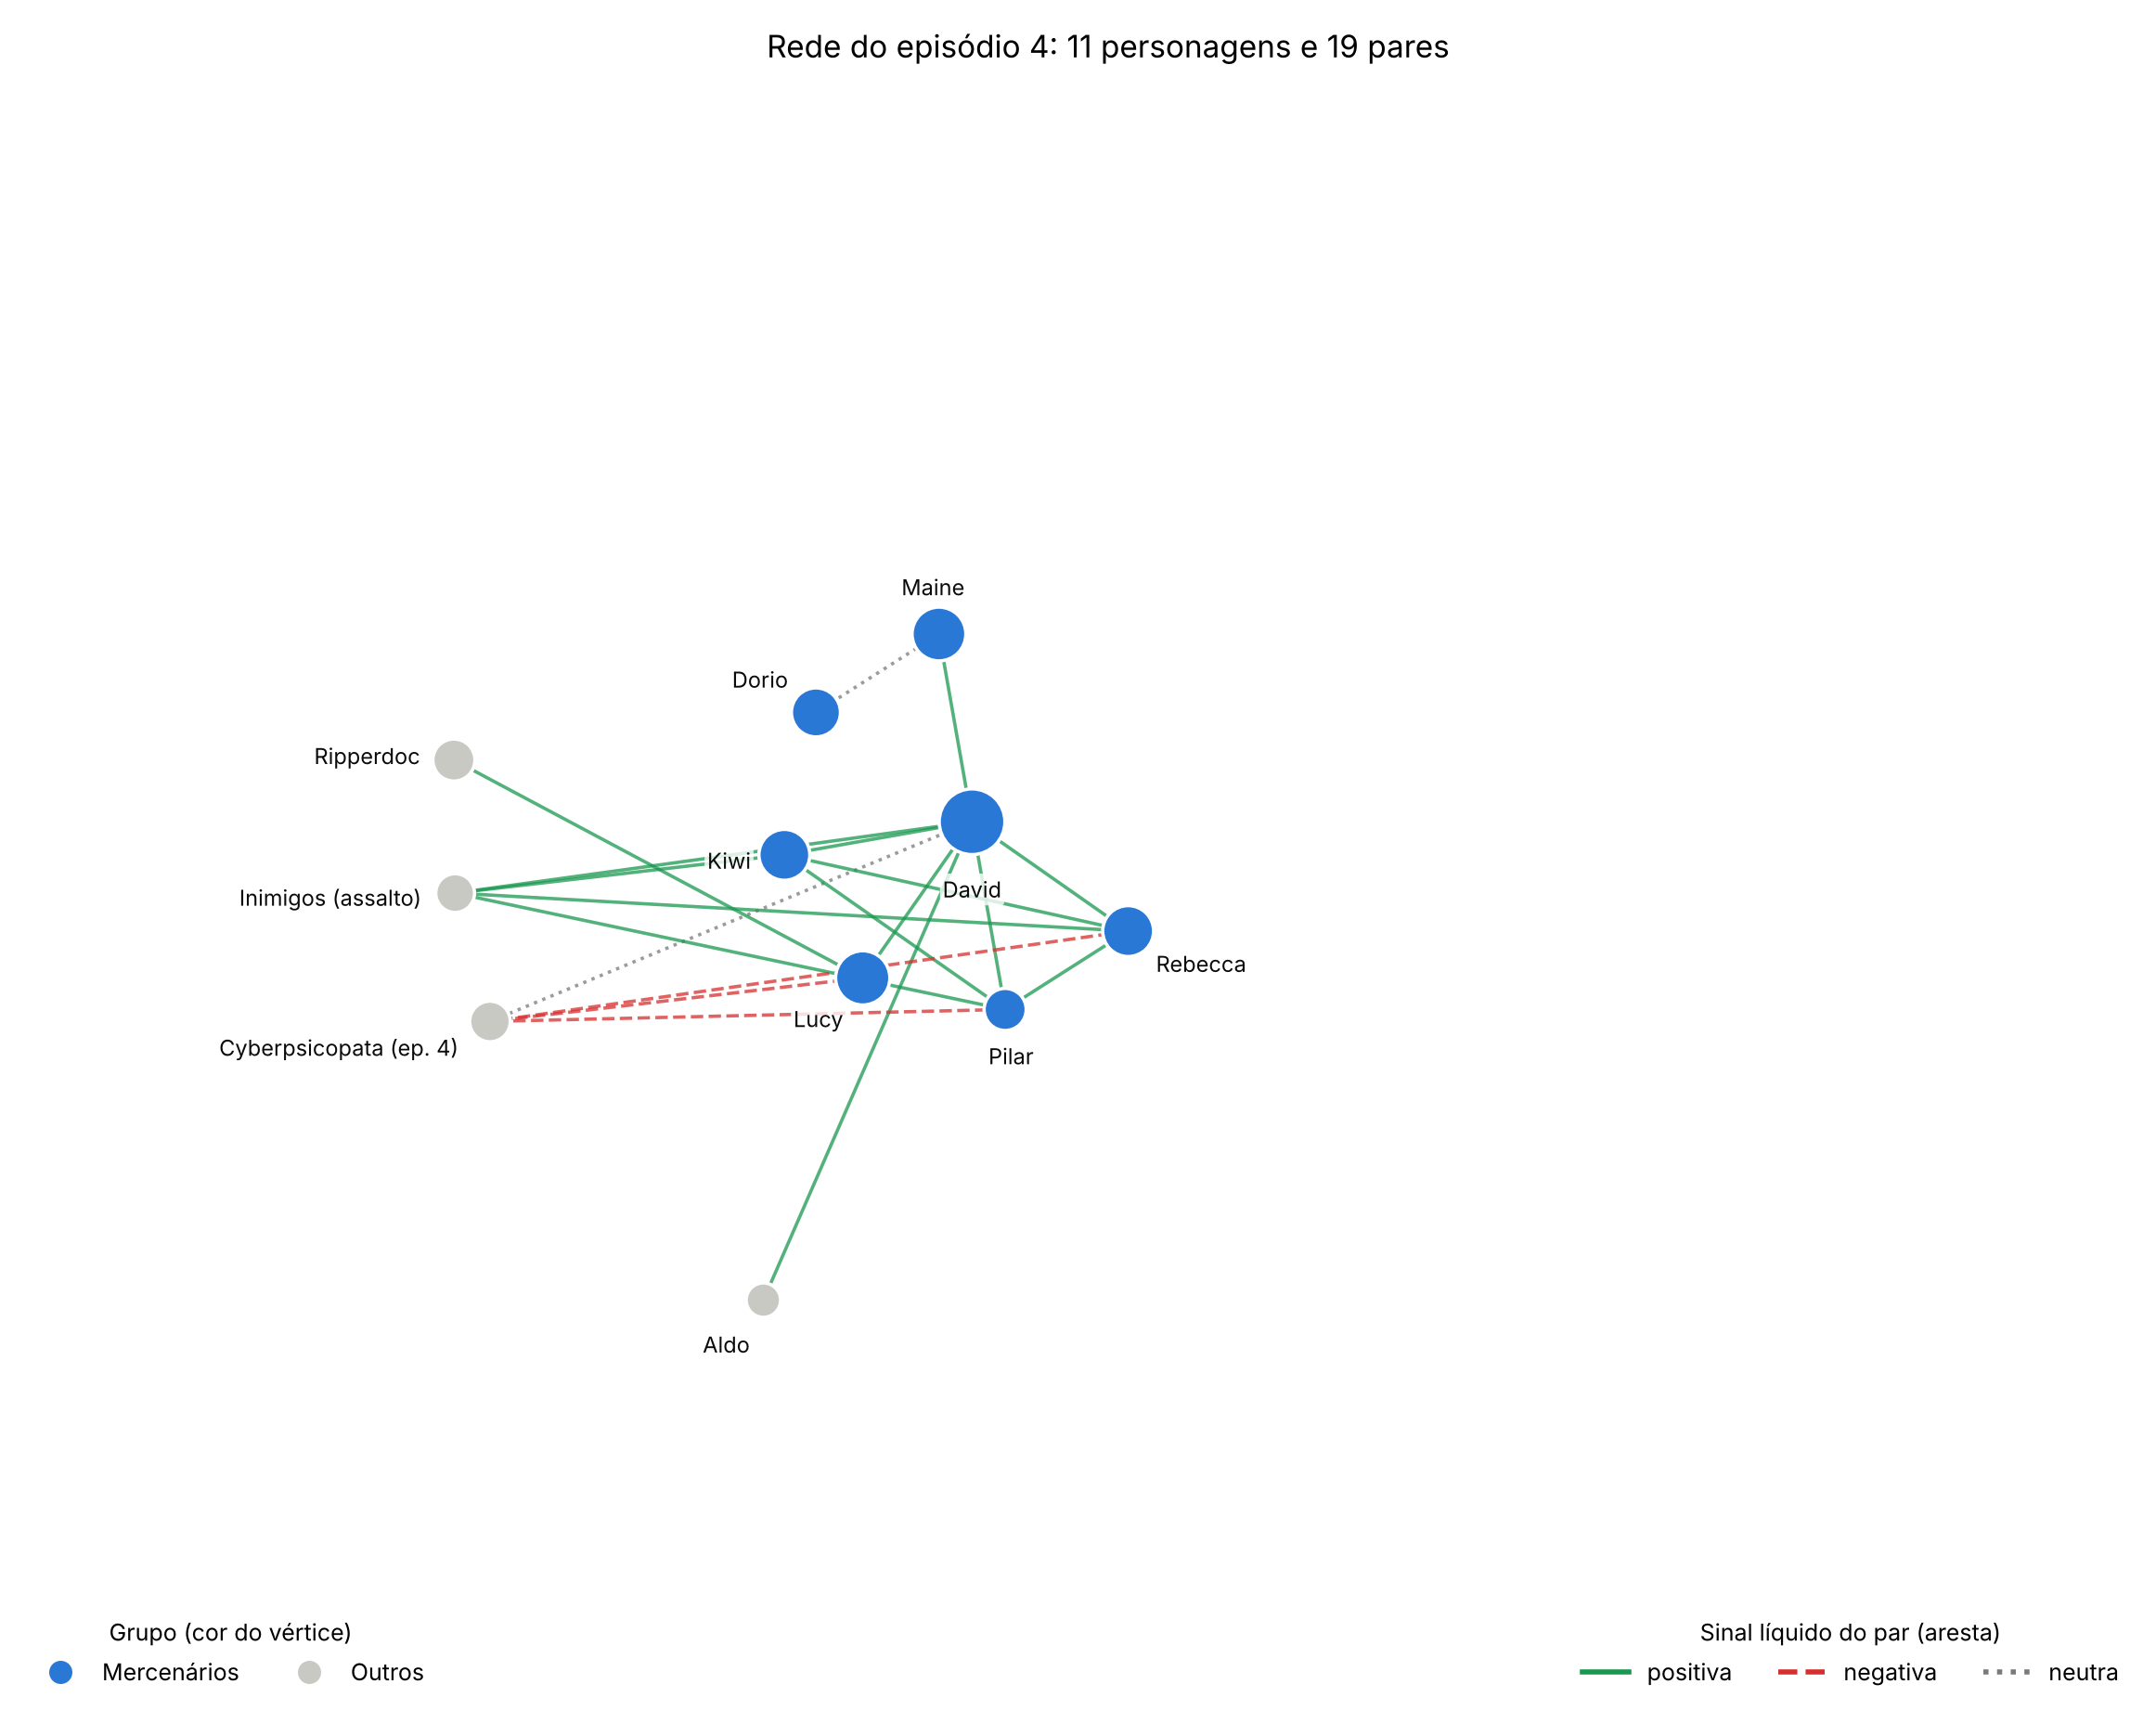 Rede do episódio 4: 11 personagens e 19 pares
Maine
Dorio
Ripperdoc
Kiwi
David
Inimigos (assalto)
Rebecca
Lucy
Cyberpsicopata (ep. 4)
Pilar
Aldo
Grupo (cor do vértice)
Mercenários
Outros
Sinal líquido do par (aresta)
positiva
negativa
neutra